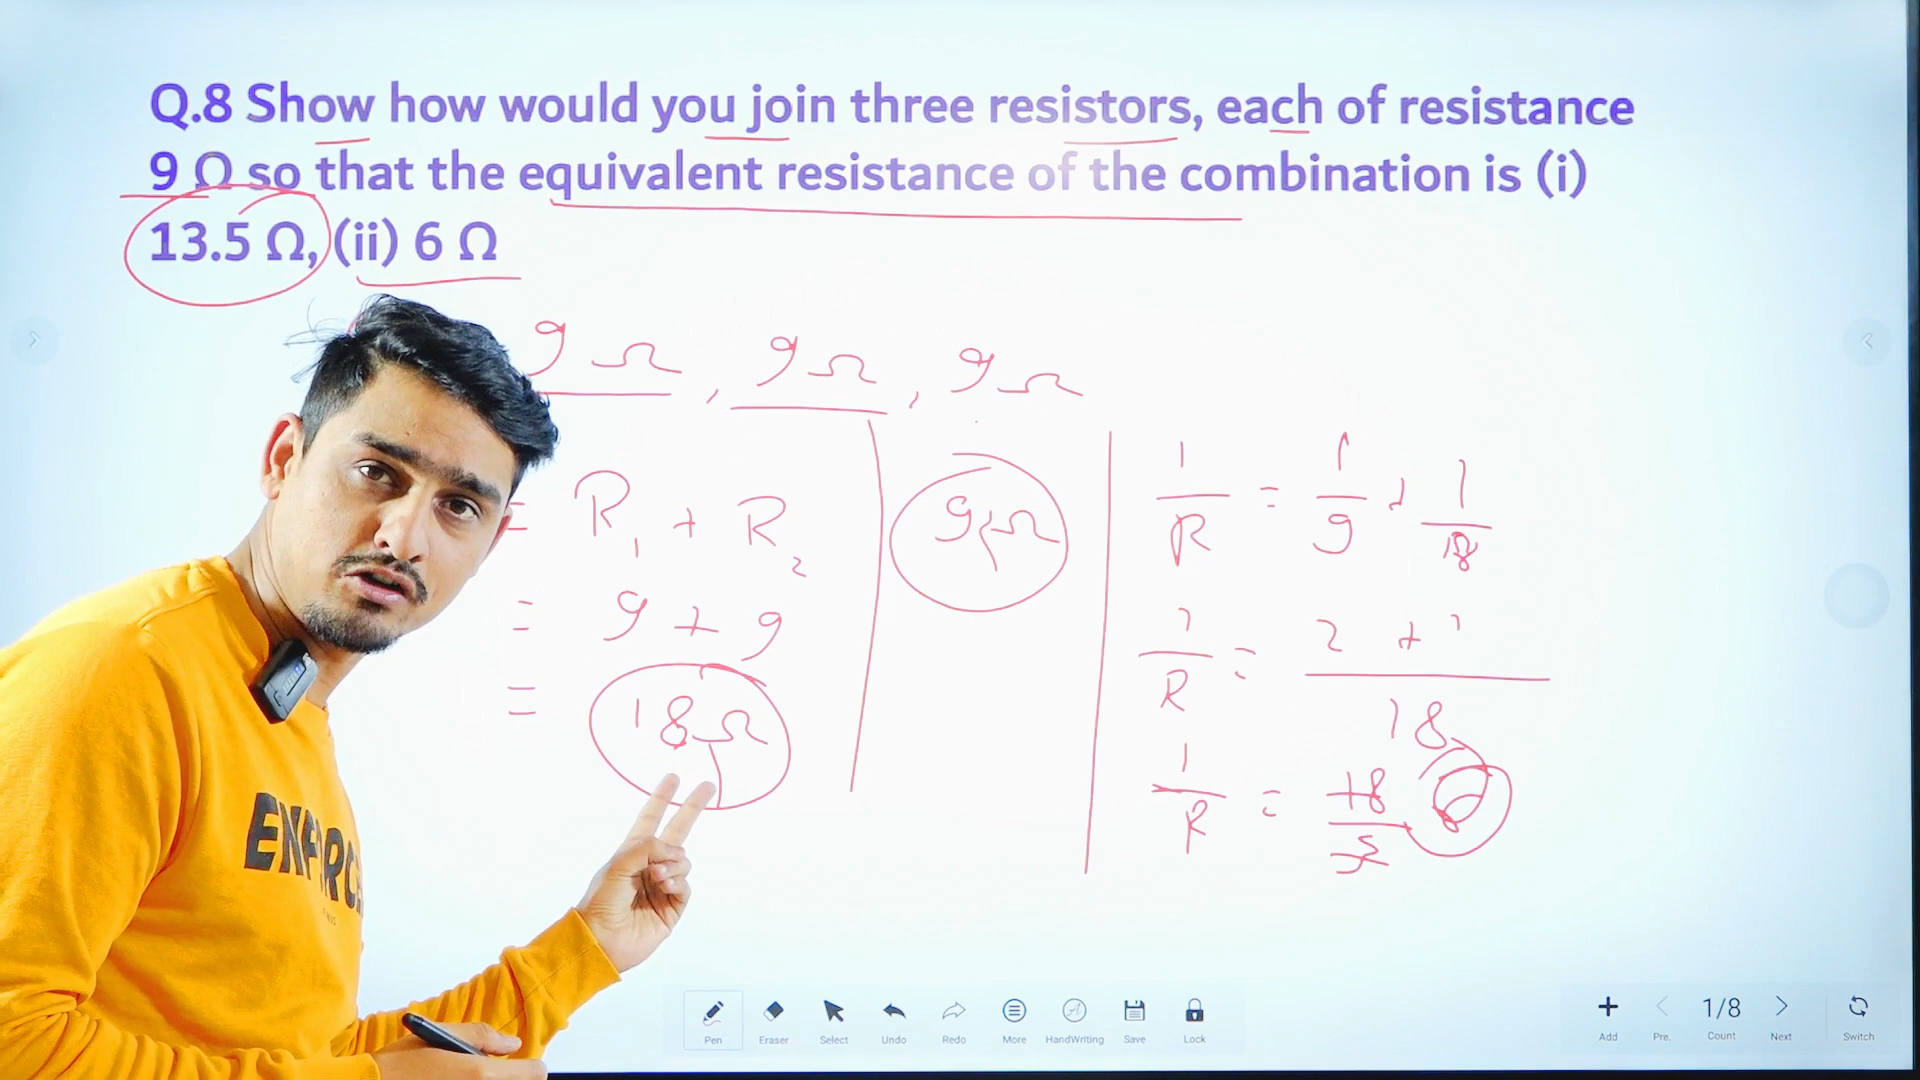 Q.8 Show how would you join three resistors, each of resistance
9 Ω so that the equivalent resistance of the combination is (i)
13.5 Ω, (ii) 6 Ω
9 Ω, 9 Ω, 9 Ω
= R₁ + R₂
= 9 + 9
= 18 Ω
9 Ω
1/R = 1/9 + 1/18
1/R = 2 + 1 / 18
1/R = 18/3 6
ENFORCE
Pen Eraser Select Undo Redo More HandWriting Save Lock
Add Pre. 1/8 Count Next Switch